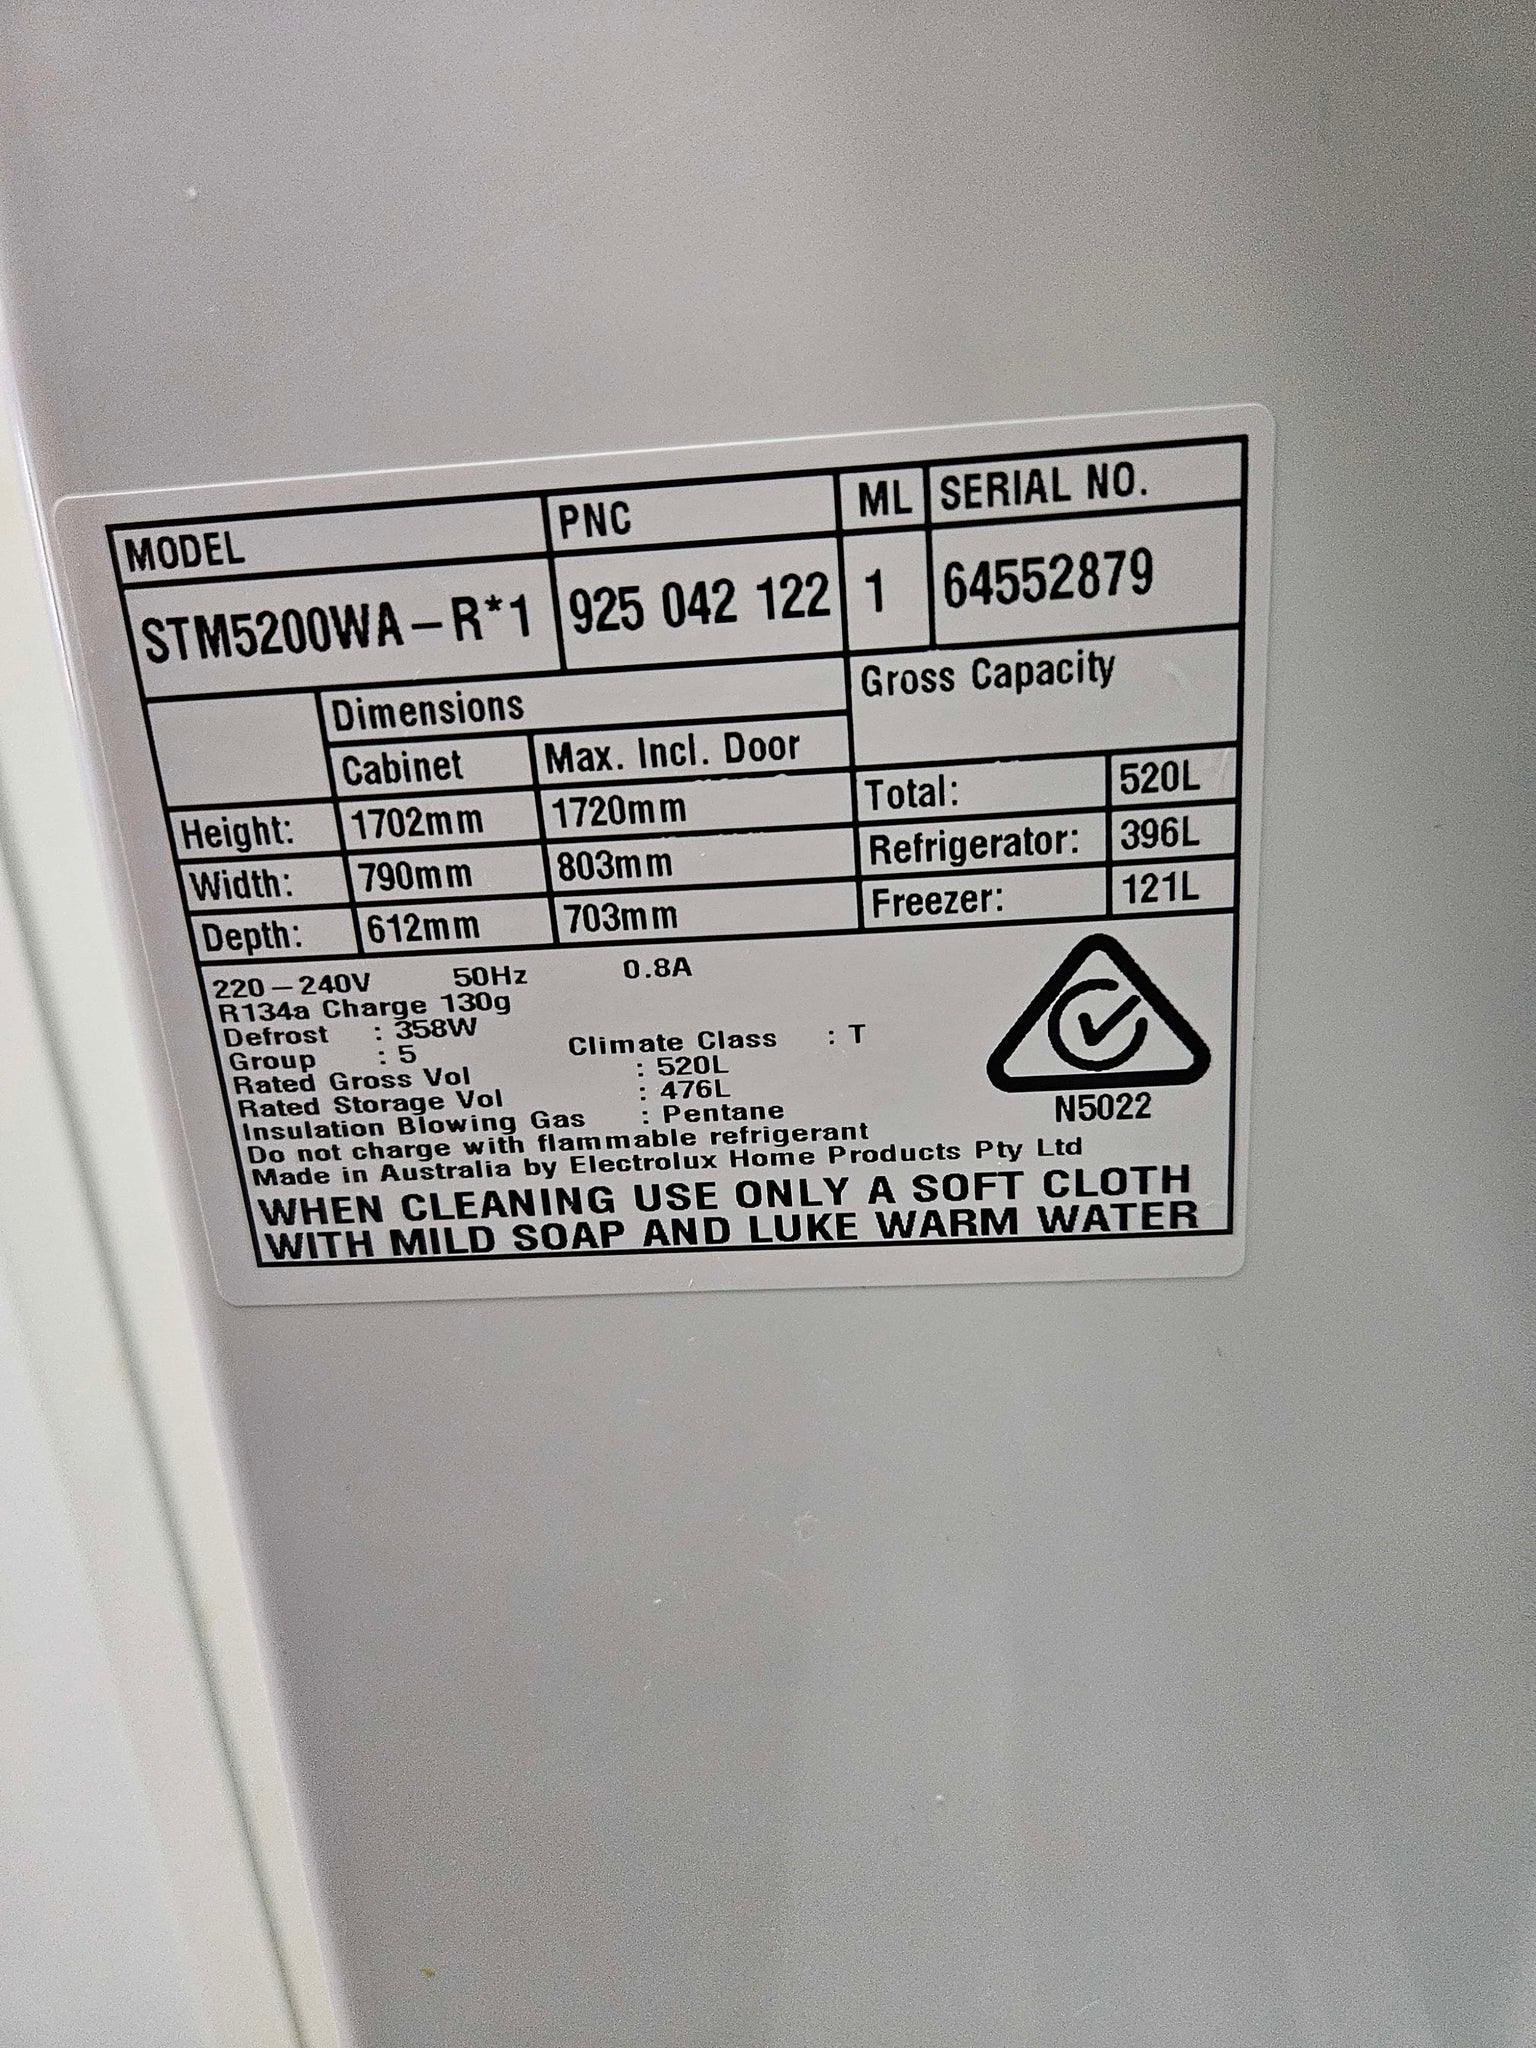 MODEL PNC ML SERIAL NO.
STM5200WA-R*1 925 042 122 1 64552879
Dimensions Gross Capacity
Cabinet Max. Incl. Door
Height: 1702mm 1720mm Total: 520L
Width: 790mm 803mm Refrigerator: 396L
Depth: 612mm 703mm Freezer: 121L
220-240V 50Hz 0.8A
R134a Charge 130g
Defrost : 358W
Group : 5 Climate Class : T
Rated Gross Vol : 520L
Rated Storage Vol : 476L
Insulation Blowing Gas : Pentane
Do not charge with flammable refrigerant
Made in Australia by Electrolux Home Products Pty Ltd
N5022
WHEN CLEANING USE ONLY A SOFT CLOTH
WITH MILD SOAP AND LUKE WARM WATER